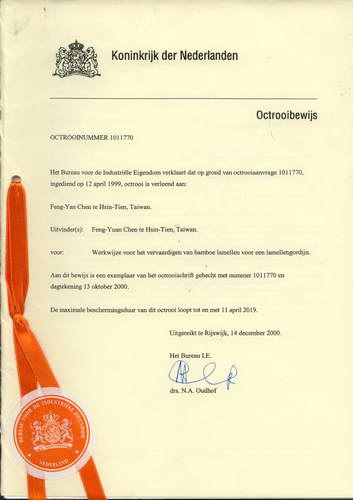 Koninkrijk der Nederlanden
Octrooibewijs
OCTROOINUMMER 1011770
Het Bureau voor de Industriële Eigendom verklaart dat op grond van octrooiaanvrage 1011770,
ingediend op 12 april 1999, octrooi is verleend aan:
Feng-Yan Chen te Hsin-Tien, Taiwan.
Uitvinder(s): Feng-Yuan Chen te Hsin-Tien, Taiwan.
voor: Werkwijze voor het vervaardigen van bamboe lamellen voor een lamellengordijn.
Aan dit bewijs is een exemplaar van het octrooischrift gehecht met nummer 1011770 en
dagtekening 13 oktober 2000.
De maximale beschermingsduur van dit octrooi loopt tot en met 11 april 2019.
Uitgereikt te Rijswijk, 14 december 2000.
Het Bureau I.E.
drs. N.A. Oudhof
BUREAU VOOR DE INDUSTRIËLE EIGENDOM
NEDERLAND